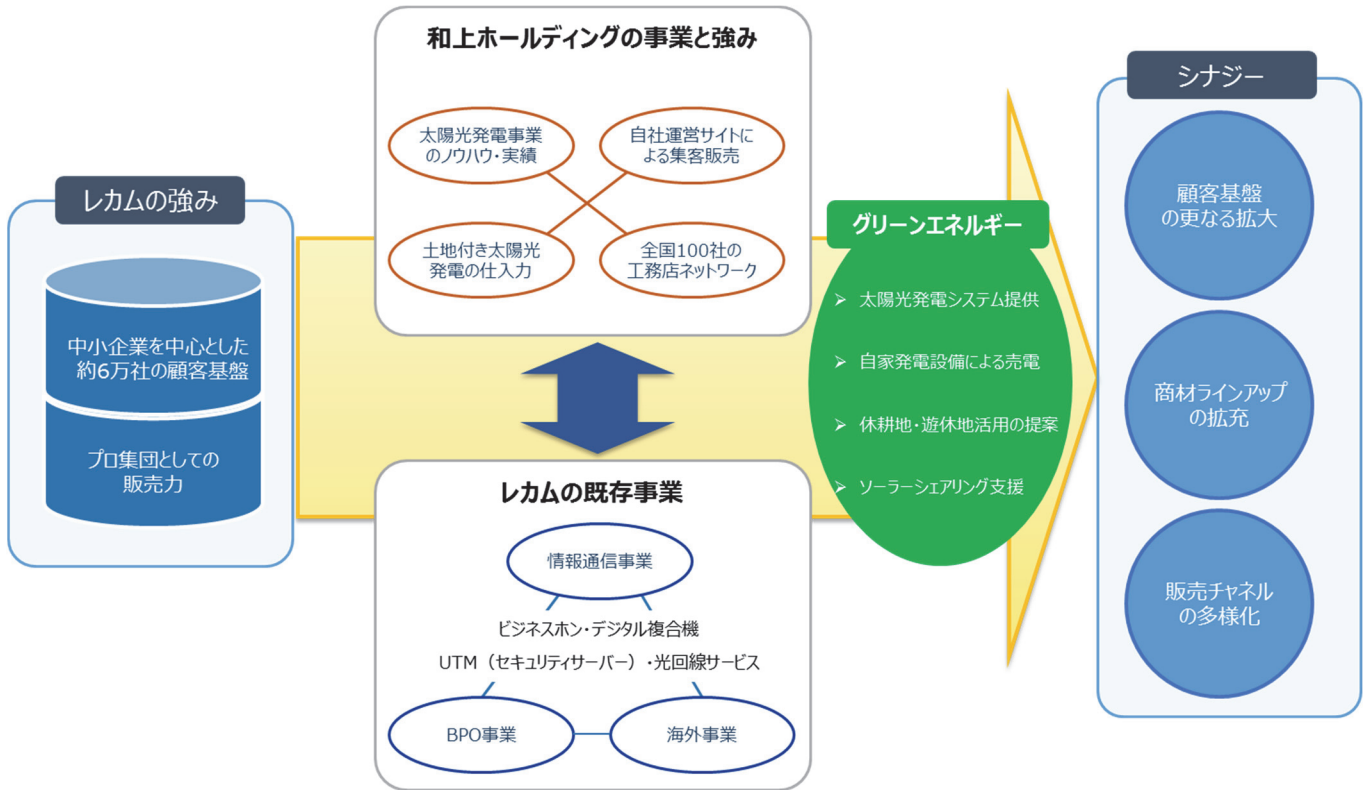 レカムの強み
中小企業を中心とした
約6万社の顧客基盤
プロ集団としての
販売力
和上ホールディングの事業と強み
太陽光発電事業
のノウハウ・実績
自社運営サイトに
よる集客販売
土地付き太陽光
発電の仕入力
全国100社の
工務店ネットワーク
レカムの既存事業
情報通信事業
ビジネスホン・デジタル複合機
UTM（セキュリティサーバー）・光回線サービス
BPO事業
海外事業
グリーンエネルギー
➢ 太陽光発電システム提供
➢ 自家発電設備による売電
➢ 休耕地・遊休地活用の提案
➢ ソーラーシェアリング支援
シナジー
顧客基盤
の更なる拡大
商材ラインアップ
の拡充
販売チャネル
の多様化